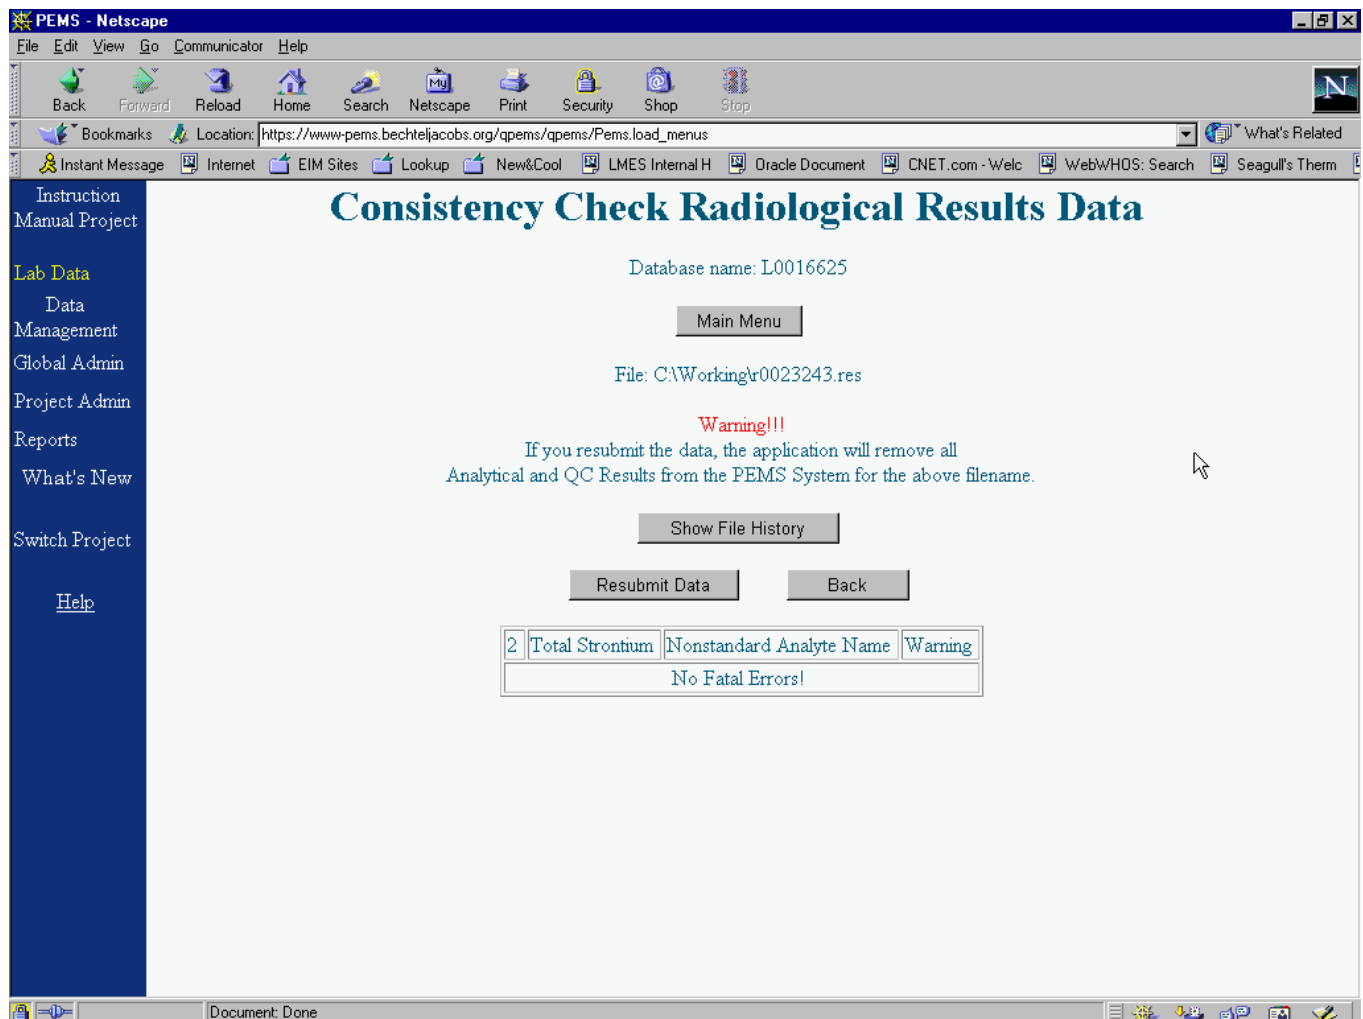 PEMS - Netscape
File Edit View Go Communicator Help
My
N
Back Forward Reload Home Search Netscape Print Security Shop Stop
Bookmarks Location: https://www-pems.bechteljacobs.org/qpems/qpems/Pems.load_menus What's Related
Instant Message Internet EIM Sites Lookup New&Cool LMES Internal H Oracle Document CNET.com - Welc WebWHOS: Search Seagull's Therm
Instruction
Manual Project
Lab Data
Data
Management
Global Admin
Project Admin
Reports
What's New
Switch Project
Help
Consistency Check Radiological Results Data
Database name: L0016625
Main Menu
File: C:\Working\r0023243.res
Warning!!!
If you resubmit the data, the application will remove all
Analytical and QC Results from the PEMS System for the above filename.
Show File History
Resubmit Data Back
2 Total Strontium Nonstandard Analyte Name Warning
No Fatal Errors!
Document: Done